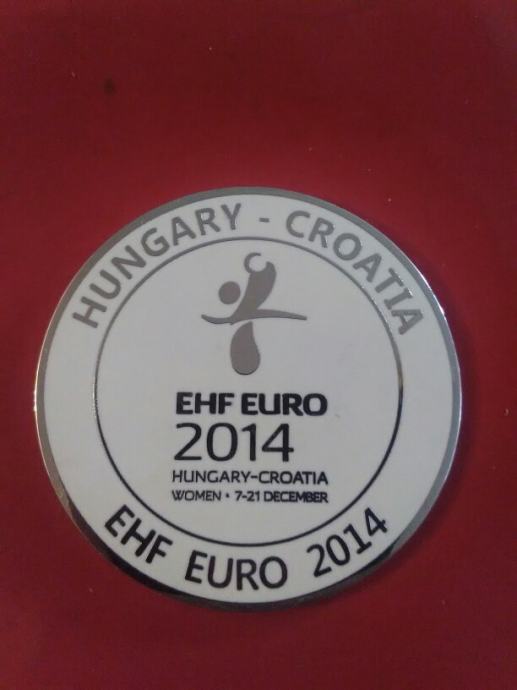 HUNGARY - CROATIA
EHF EURO
2014
HUNGARY-CROATIA
WOMEN • 7-21 DECEMBER
EHF EURO 2014